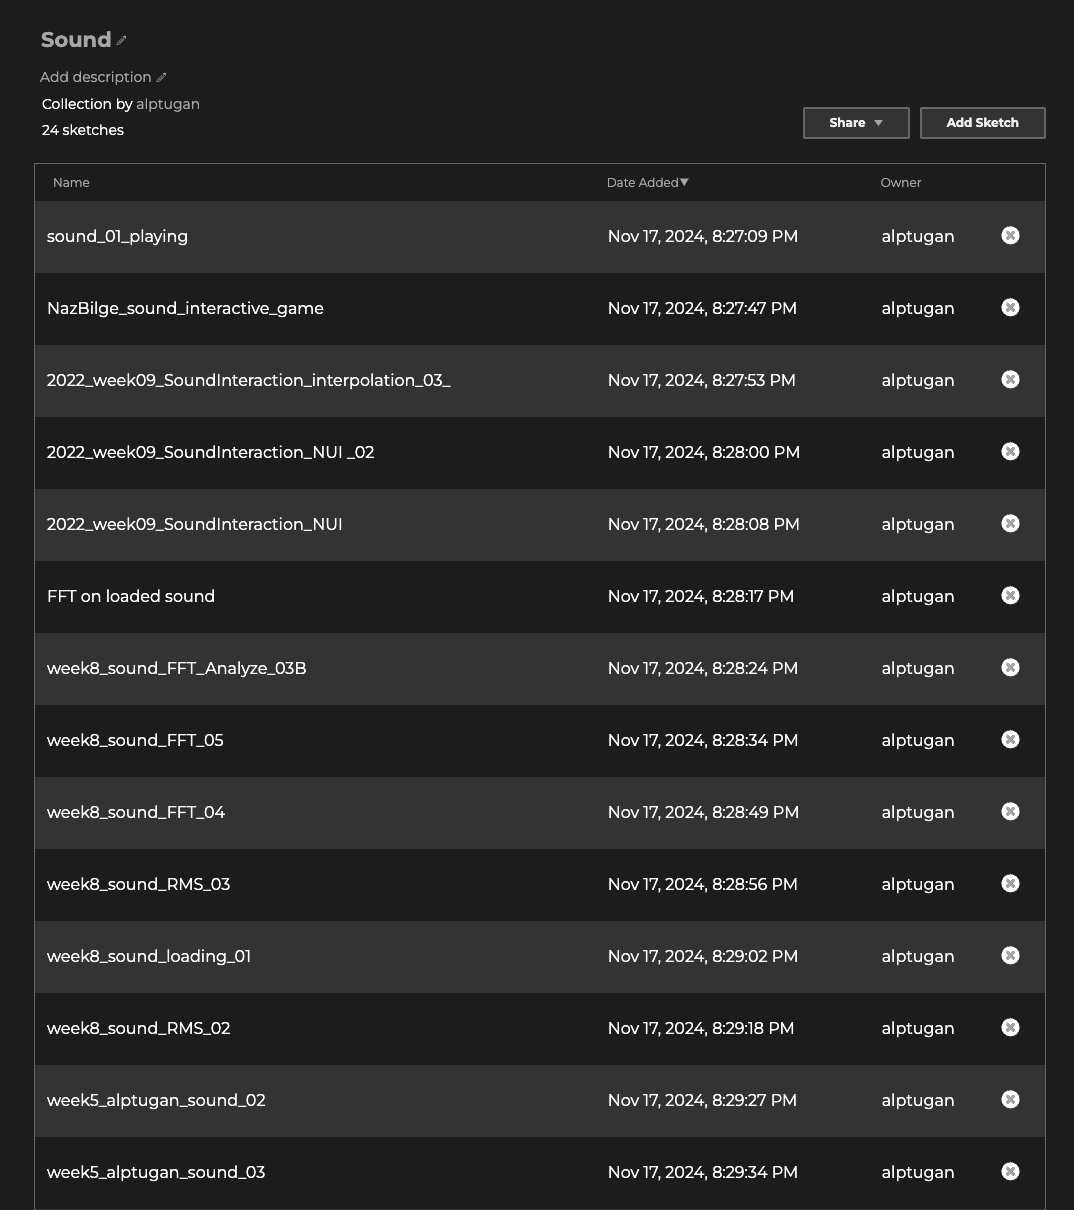 Sound
Add description
Collection by alptugan
24 sketches
Share
Add Sketch
Name Date Added▼ Owner
sound_01_playing Nov 17, 2024, 8:27:09 PM alptugan
NazBilge_sound_interactive_game Nov 17, 2024, 8:27:47 PM alptugan
2022_week09_SoundInteraction_interpolation_03_ Nov 17, 2024, 8:27:53 PM alptugan
2022_week09_SoundInteraction_NUI _02 Nov 17, 2024, 8:28:00 PM alptugan
2022_week09_SoundInteraction_NUI Nov 17, 2024, 8:28:08 PM alptugan
FFT on loaded sound Nov 17, 2024, 8:28:17 PM alptugan
week8_sound_FFT_Analyze_03B Nov 17, 2024, 8:28:24 PM alptugan
week8_sound_FFT_05 Nov 17, 2024, 8:28:34 PM alptugan
week8_sound_FFT_04 Nov 17, 2024, 8:28:49 PM alptugan
week8_sound_RMS_03 Nov 17, 2024, 8:28:56 PM alptugan
week8_sound_loading_01 Nov 17, 2024, 8:29:02 PM alptugan
week8_sound_RMS_02 Nov 17, 2024, 8:29:18 PM alptugan
week5_alptugan_sound_02 Nov 17, 2024, 8:29:27 PM alptugan
week5_alptugan_sound_03 Nov 17, 2024, 8:29:34 PM alptugan